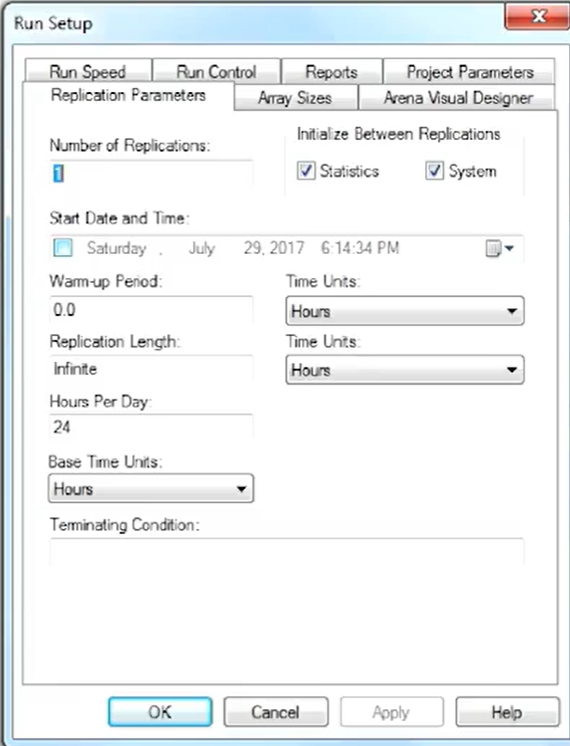 Run Setup
Run Speed Run Control Reports Project Parameters
Replication Parameters Array Sizes Arena Visual Designer
Number of Replications:
1
Initialize Between Replications
Statistics System
Start Date and Time:
Saturday , July 29, 2017 6:14:34 PM
Warm-up Period: Time Units:
0.0 Hours
Replication Length: Time Units:
Infinite Hours
Hours Per Day:
24
Base Time Units:
Hours
Terminating Condition:
OK Cancel Apply Help